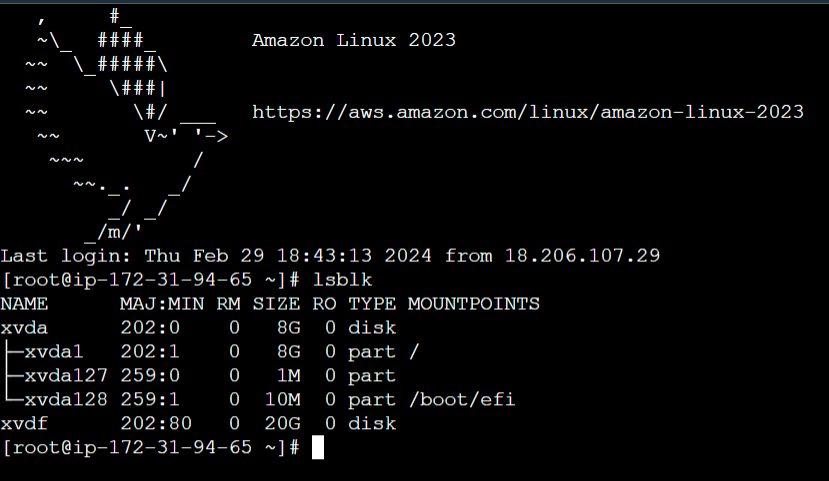 ,     #_
   ~\_  ####_        Amazon Linux 2023
  ~~  \_#####\
  ~~     \###|
  ~~       \#/ ___   https://aws.amazon.com/linux/amazon-linux-2023
   ~~       V~' '->
    ~~~         /
      ~~._.   _/
         _/ _/
       _/m/'
Last login: Thu Feb 29 18:43:13 2024 from 18.206.107.29
[root@ip-172-31-94-65 ~]# lsblk
NAME      MAJ:MIN RM SIZE RO TYPE MOUNTPOINTS
xvda      202:0    0   8G  0 disk
├─xvda1   202:1    0   8G  0 part /
├─xvda127 259:0    0   1M  0 part
└─xvda128 259:1    0  10M  0 part /boot/efi
xvdf      202:80   0  20G  0 disk
[root@ip-172-31-94-65 ~]#